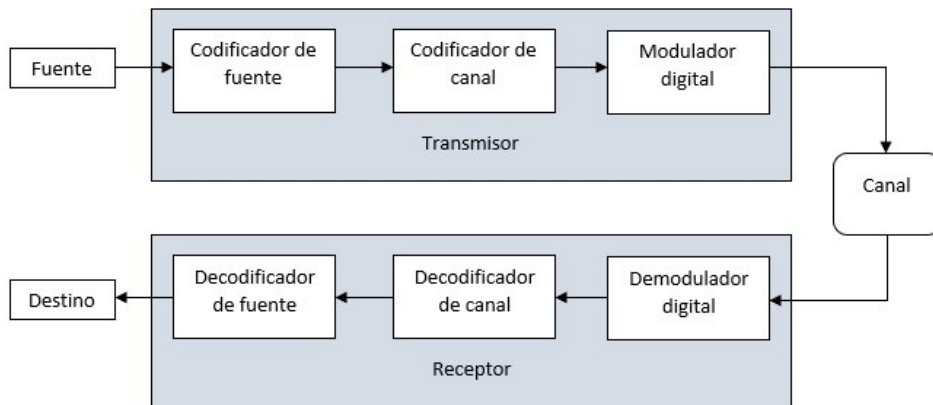 Fuente
Codificador de
fuente
Codificador de
canal
Modulador
digital
Transmisor
Canal
Destino
Decodificador
de fuente
Decodificador
de canal
Demodulador
digital
Receptor